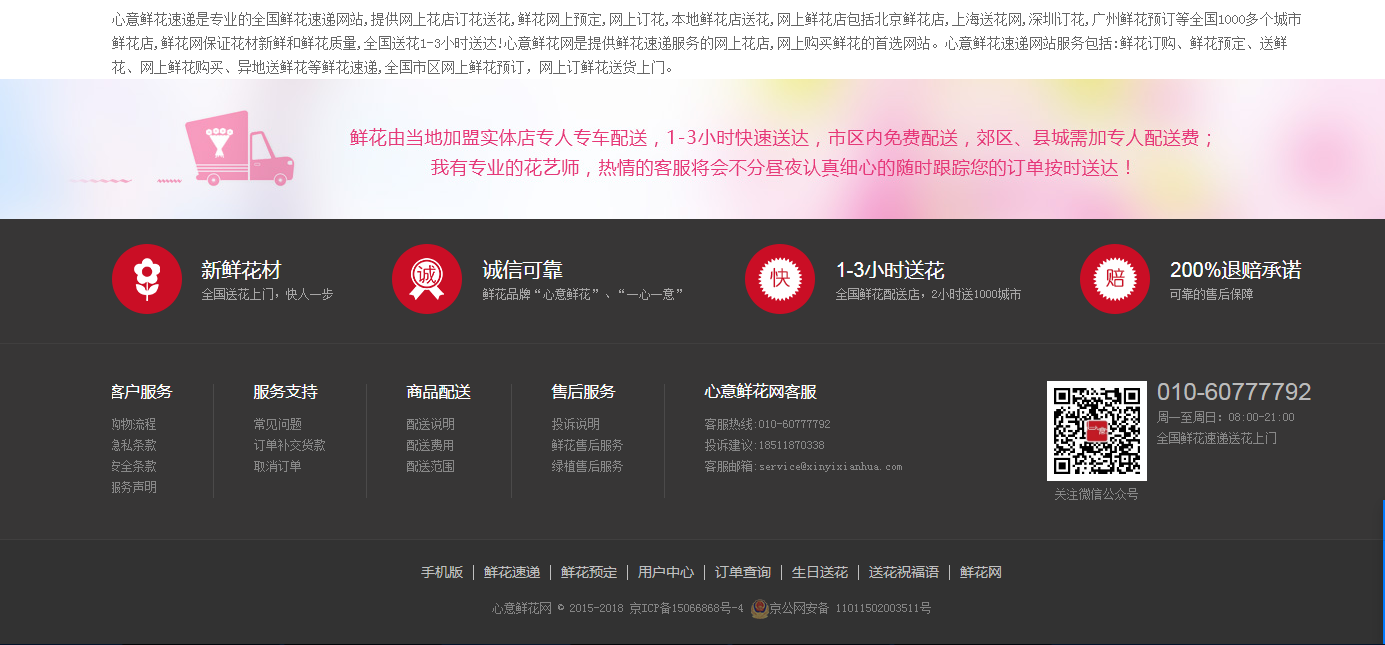 心意鲜花速递是专业的全国鲜花速递网站,提供网上花店订花送花,鲜花网上预定,网上订花,本地鲜花店送花,网上鲜花店包括北京鲜花店,上海送花网,深圳订花,广州鲜花预订等全国1000多个城市
鲜花店,鲜花网保证花材新鲜和鲜花质量,全国送花1-3小时送达!心意鲜花网是提供鲜花速递服务的网上花店,网上购买鲜花的首选网站。心意鲜花速递网站服务包括:鲜花订购、鲜花预定、送鲜
花、网上鲜花购买、异地送鲜花等鲜花速递,全国市区网上鲜花预订，网上订鲜花送货上门。
鲜花由当地加盟实体店专人专车配送，1-3小时快速送达，市区内免费配送，郊区、县城需加专人配送费；
我有专业的花艺师，热情的客服将会不分昼夜认真细心的随时跟踪您的订单按时送达！
新鲜花材
全国送花上门，快人一步
诚
诚信可靠
鲜花品牌“心意鲜花”、“一心一意”
快
1-3小时送花
全国鲜花配送店，2小时送1000城市
赔
200%退赔承诺
可靠的售后保障
客户服务
购物流程
隐私条款
安全条款
服务声明
服务支持
常见问题
订单补交货款
取消订单
商品配送
配送说明
配送费用
配送范围
售后服务
投诉说明
鲜花售后服务
绿植售后服务
心意鲜花网客服
客服热线:010-60777792
投诉建议:18511870338
客服邮箱:service@xinyixianhua.com
关注微信公众号
010-60777792
周一至周日：08:00-21:00
全国鲜花速递送花上门
手机版 | 鲜花速递 | 鲜花预定 | 用户中心 | 订单查询 | 生日送花 | 送花祝福语 | 鲜花网
心意鲜花网 © 2015-2018 京ICP备15066868号-4 京公网安备 11011502003511号